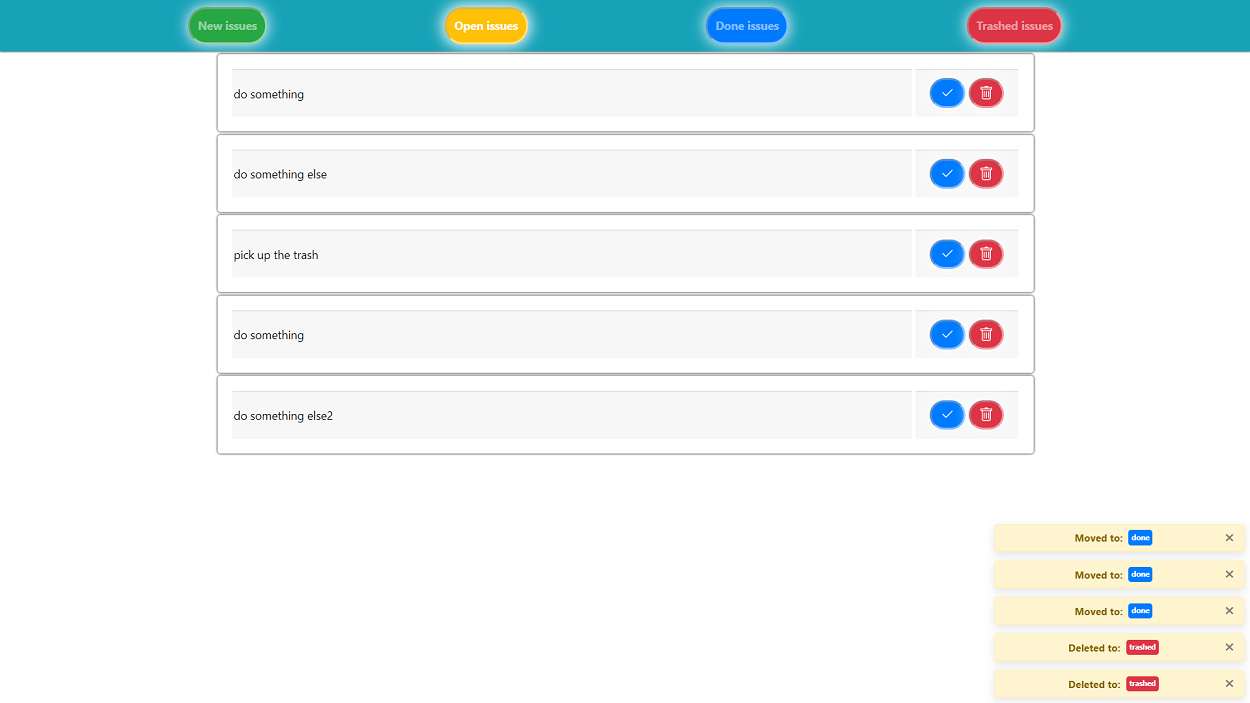 New issues Open issues Done issues Trashed issues
do something
do something else
pick up the trash
do something
do something else2
Moved to: done ×
Moved to: done ×
Moved to: done ×
Deleted to: trashed ×
Deleted to: trashed ×